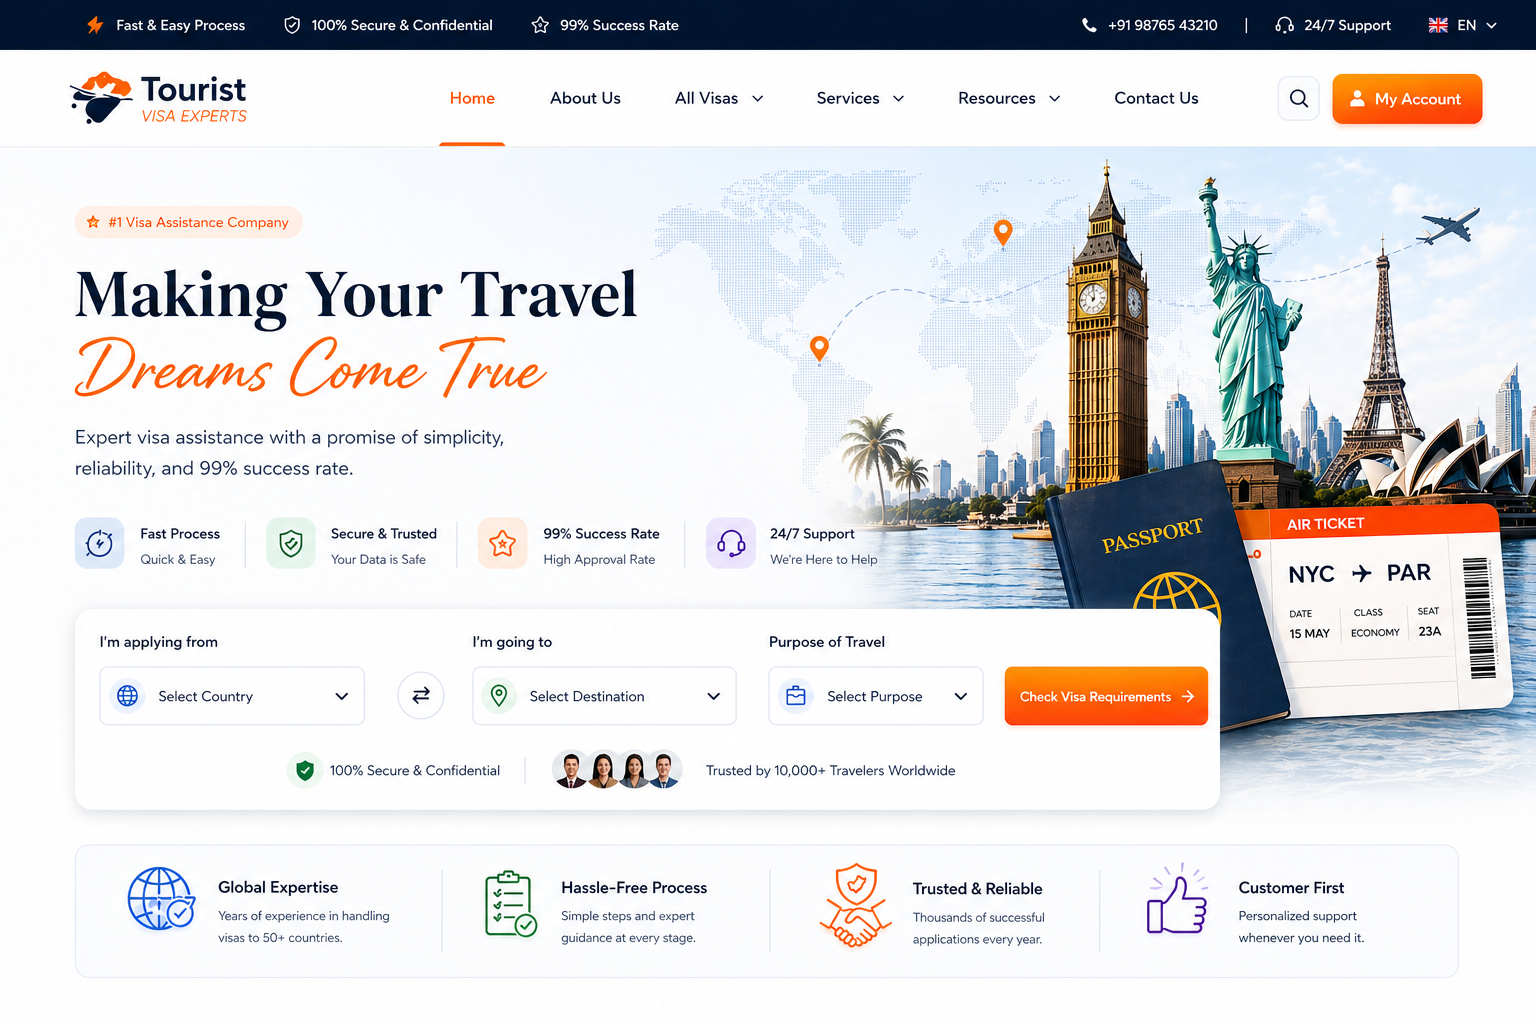 Fast & Easy Process
100% Secure & Confidential
99% Success Rate
+91 98765 43210
24/7 Support
EN
Tourist
VISA EXPERTS
Home
About Us
All Visas
Services
Resources
Contact Us
My Account
#1 Visa Assistance Company
Making Your Travel
Dreams Come True
Expert visa assistance with a promise of simplicity,
reliability, and 99% success rate.
Fast Process
Quick & Easy
Secure & Trusted
Your Data is Safe
99% Success Rate
High Approval Rate
24/7 Support
We're Here to Help
PASSPORT
AIR TICKET
NYC PAR
DATE
CLASS
SEAT
15 MAY
ECONOMY
23A
I'm applying from
Select Country
I'm going to
Select Destination
Purpose of Travel
Select Purpose
Check Visa Requirements
100% Secure & Confidential
Trusted by 10,000+ Travelers Worldwide
Global Expertise
Years of experience in handling
visas to 50+ countries.
Hassle-Free Process
Simple steps and expert
guidance at every stage.
Trusted & Reliable
Thousands of successful
applications every year.
Customer First
Personalized support
whenever you need it.